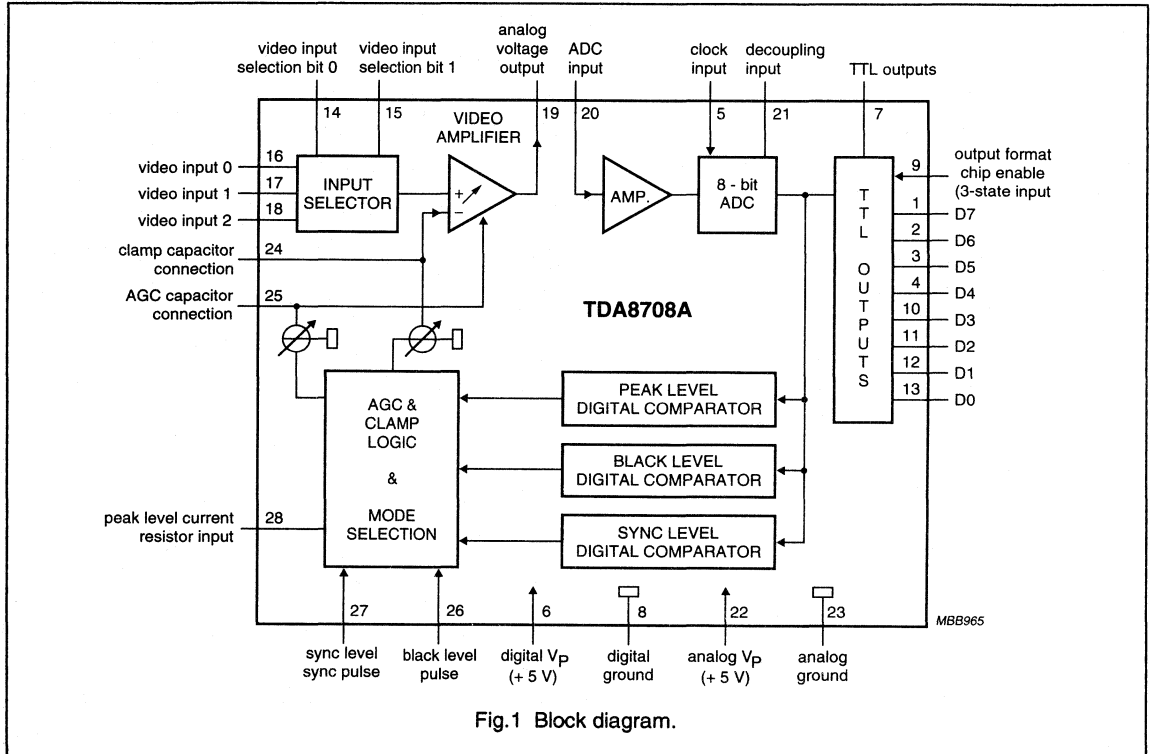 analog
video input video input voltage ADC clock decoupling
selection bit 0 selection bit 1 output input input input TTL outputs
14 15 VIDEO AMPLIFIER 19 20 5 21 7
video input 0 16
video input 1 17
video input 2 18
INPUT
SELECTOR
+
−
AMP.
8 - bit
ADC
TTL OUTPUTS
9 output format
chip enable
(3-state input
1 D7
2 D6
3 D5
4 D4
10 D3
11 D2
12 D1
13 D0
clamp capacitor 24
connection
AGC capacitor 25
connection
TDA8708A
AGC &
CLAMP
LOGIC
&
MODE
SELECTION
PEAK LEVEL
DIGITAL COMPARATOR
BLACK LEVEL
DIGITAL COMPARATOR
SYNC LEVEL
DIGITAL COMPARATOR
peak level current 28
resistor input
27 26 6 8 22 23
MBB965
sync level black level digital VP digital analog VP analog
sync pulse pulse (+ 5 V) ground (+ 5 V) ground
Fig.1 Block diagram.